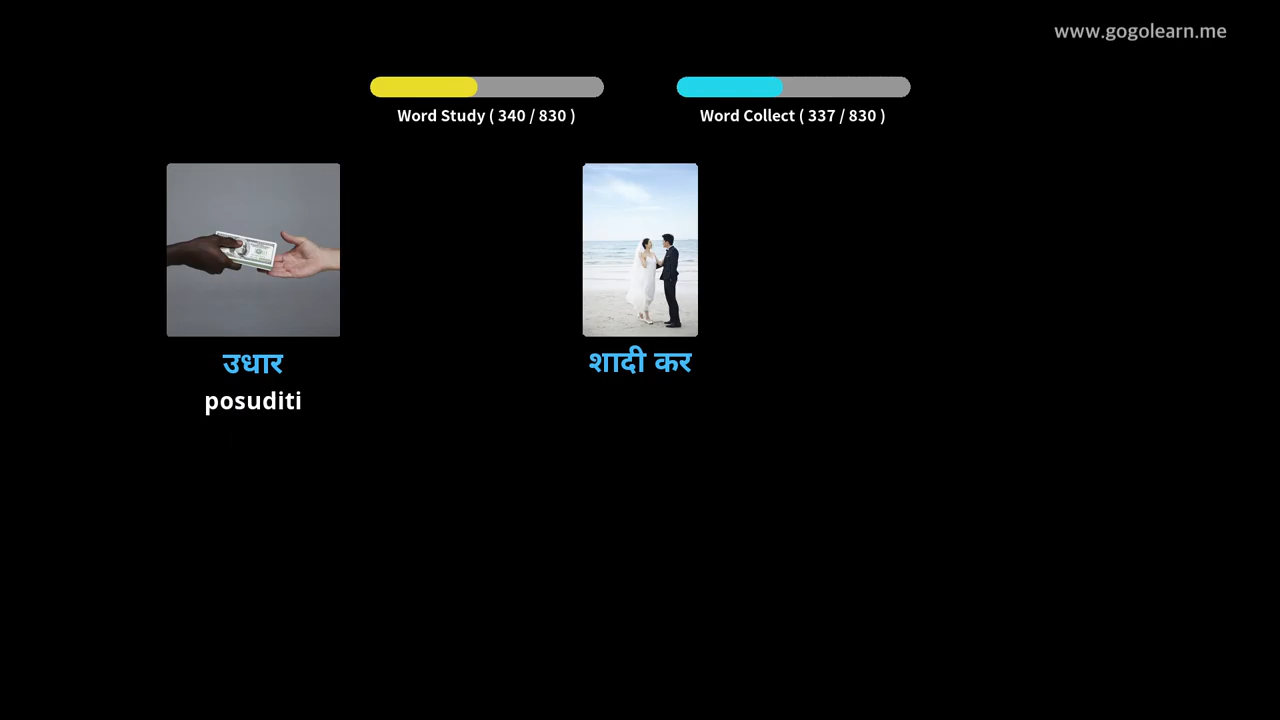 www.gogolearn.me
Word Study ( 340 / 830 )
Word Collect ( 337 / 830 )
उधार
posuditi
शादी कर